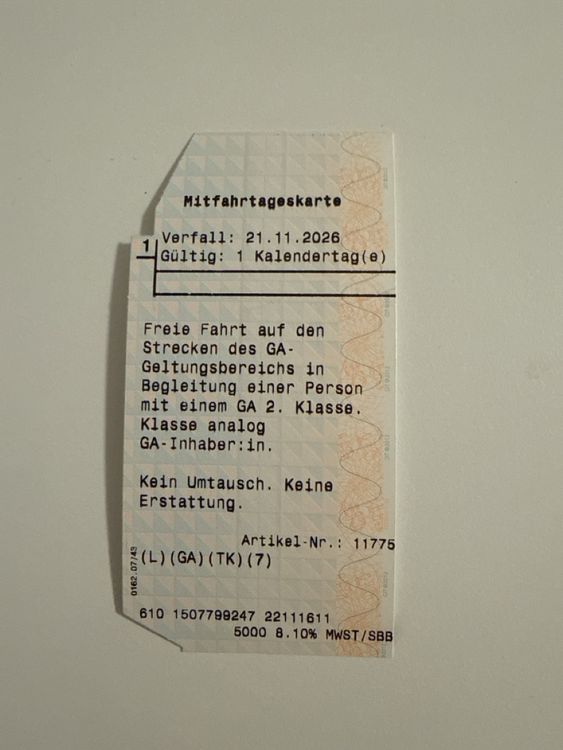 Mitfahrtageskarte
1
Verfall: 21.11.2026
Gültig: 1 Kalendertag(e)
Freie Fahrt auf den
Strecken des GA-
Geltungsbereichs in
Begleitung einer Person
mit einem GA 2. Klasse.
Klasse analog
GA-Inhaber:in.
Kein Umtausch. Keine
Erstattung.
Artikel-Nr.: 11775
(L)(GA)(TK)(7)
0162.07/43
610 1507799247 22111611
5000 8.10% MWST/SBB